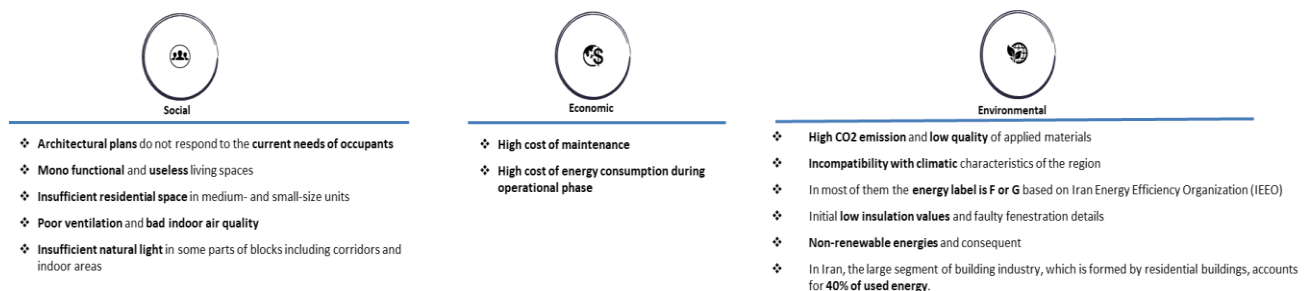 Social
❖ Architectural plans do not respond to the current needs of occupants
❖ Mono functional and useless living spaces
❖ Insufficient residential space in medium- and small-size units
❖ Poor ventilation and bad indoor air quality
❖ Insufficient natural light in some parts of blocks including corridors and
indoor areas
$
Economic
❖ High cost of maintenance
❖ High cost of energy consumption during
operational phase
Environmental
❖ High CO2 emission and low quality of applied materials
❖ Incompatibility with climatic characteristics of the region
❖ In most of them the energy label is F or G based on Iran Energy Efficiency Organization (IEEO)
❖ Initial low insulation values and faulty fenestration details
❖ Non-renewable energies and consequent
❖ In Iran, the large segment of building industry, which is formed by residential buildings, accounts
for 40% of used energy.